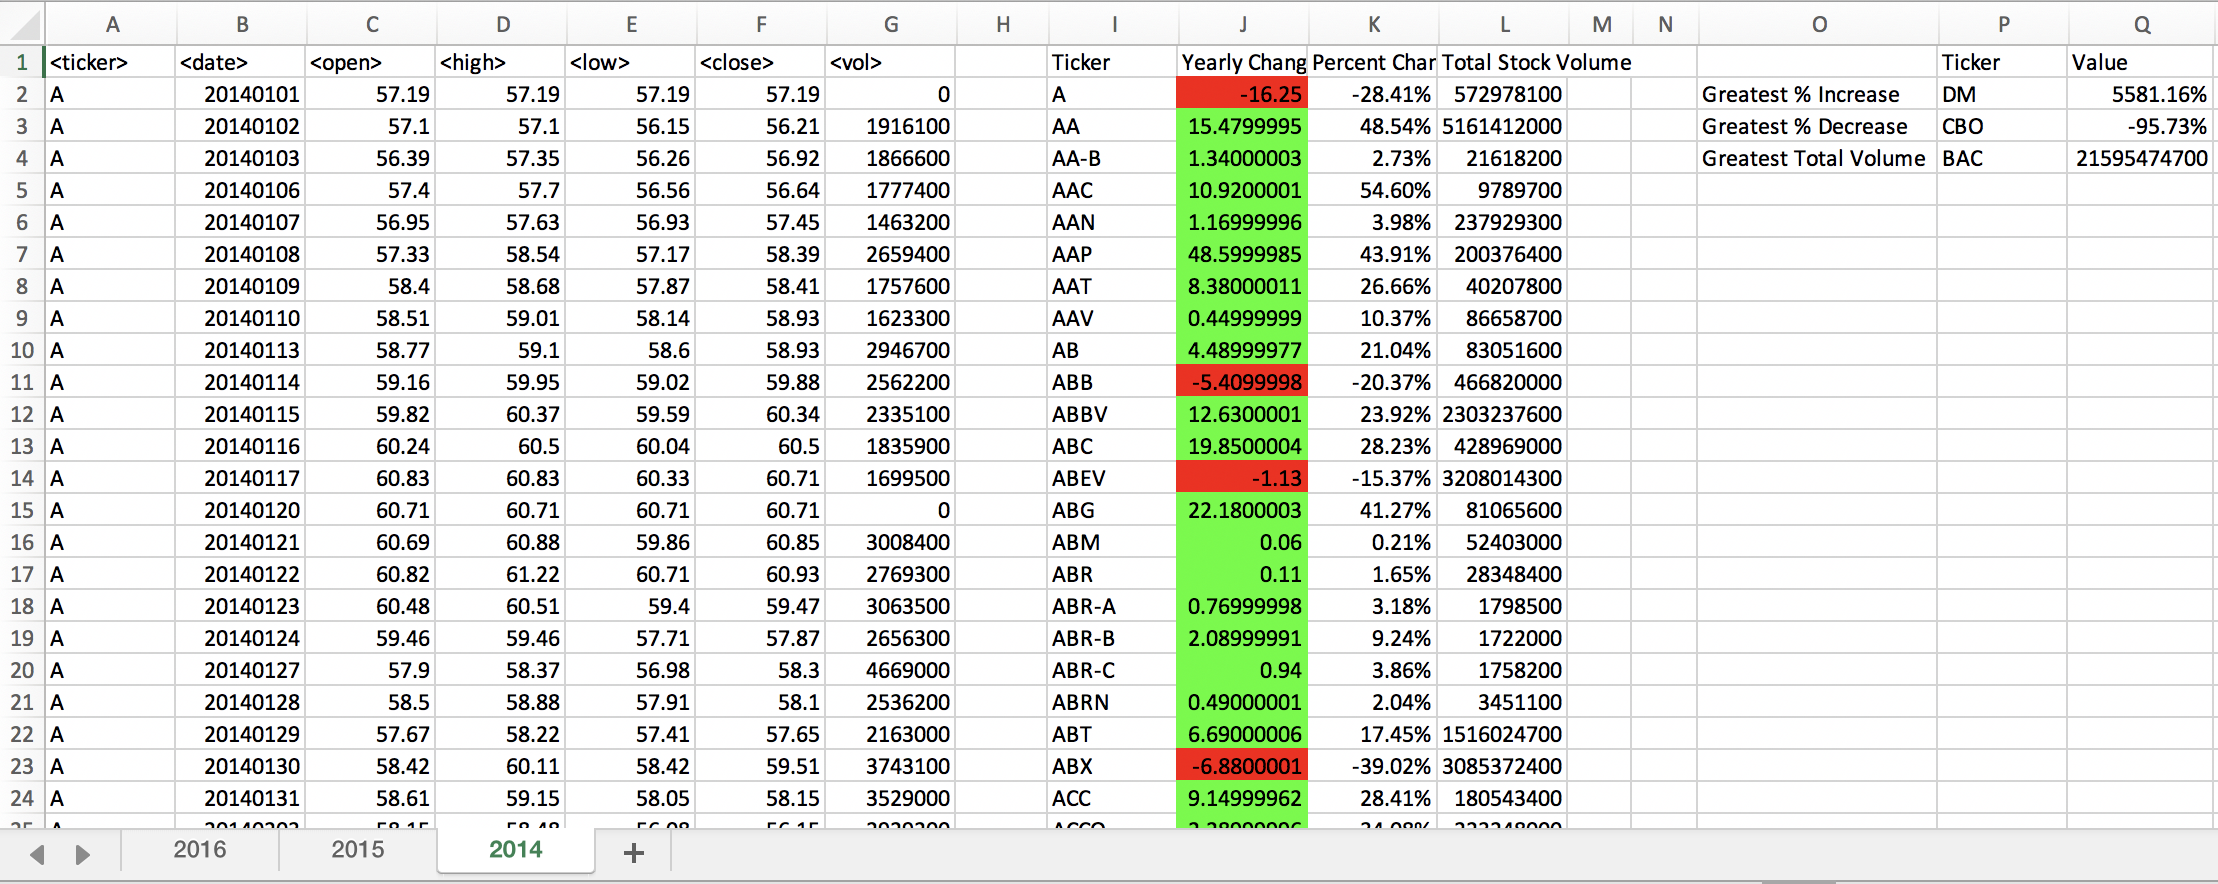 A B C D E F G H I J K L M N O P Q
1 <ticker> <date> <open> <high> <low> <close> <vol> Ticker Yearly Chang Percent Char Total Stock Volume Ticker Value
2 A 20140101 57.19 57.19 57.19 57.19 0 A -16.25 -28.41% 572978100 Greatest % Increase DM 5581.16%
3 A 20140102 57.1 57.1 56.15 56.21 1916100 AA 15.4799995 48.54% 5161412000 Greatest % Decrease CBO -95.73%
4 A 20140103 56.39 57.35 56.26 56.92 1866600 AA-B 1.34000003 2.73% 21618200 Greatest Total Volume BAC 21595474700
5 A 20140106 57.4 57.7 56.56 56.64 1777400 AAC 10.9200001 54.60% 9789700
6 A 20140107 56.95 57.63 56.93 57.45 1463200 AAN 1.16999996 3.98% 237929300
7 A 20140108 57.33 58.54 57.17 58.39 2659400 AAP 48.5999985 43.91% 200376400
8 A 20140109 58.4 58.68 57.87 58.41 1757600 AAT 8.38000011 26.66% 40207800
9 A 20140110 58.51 59.01 58.14 58.93 1623300 AAV 0.44999999 10.37% 86658700
10 A 20140113 58.77 59.1 58.6 58.93 2946700 AB 4.48999977 21.04% 83051600
11 A 20140114 59.16 59.95 59.02 59.88 2562200 ABB -5.4099998 -20.37% 466820000
12 A 20140115 59.82 60.37 59.59 60.34 2335100 ABBV 12.6300001 23.92% 2303237600
13 A 20140116 60.24 60.5 60.04 60.5 1835900 ABC 19.8500004 28.23% 428969000
14 A 20140117 60.83 60.83 60.33 60.71 1699500 ABEV -1.13 -15.37% 3208014300
15 A 20140120 60.71 60.71 60.71 60.71 0 ABG 22.1800003 41.27% 81065600
16 A 20140121 60.69 60.88 59.86 60.85 3008400 ABM 0.06 0.21% 52403000
17 A 20140122 60.82 61.22 60.71 60.93 2769300 ABR 0.11 1.65% 28348400
18 A 20140123 60.48 60.51 59.4 59.47 3063500 ABR-A 0.76999998 3.18% 1798500
19 A 20140124 59.46 59.46 57.71 57.87 2656300 ABR-B 2.08999991 9.24% 1722000
20 A 20140127 57.9 58.37 56.98 58.3 4669000 ABR-C 0.94 3.86% 1758200
21 A 20140128 58.5 58.88 57.91 58.1 2536200 ABRN 0.49000001 2.04% 3451100
22 A 20140129 57.67 58.22 57.41 57.65 2163000 ABT 6.69000006 17.45% 1516024700
23 A 20140130 58.42 60.11 58.42 59.51 3743100 ABX -6.8800001 -39.02% 3085372400
24 A 20140131 58.61 59.15 58.05 58.15 3529000 ACC 9.14999962 28.41% 180543400
2016 2015 2014 +